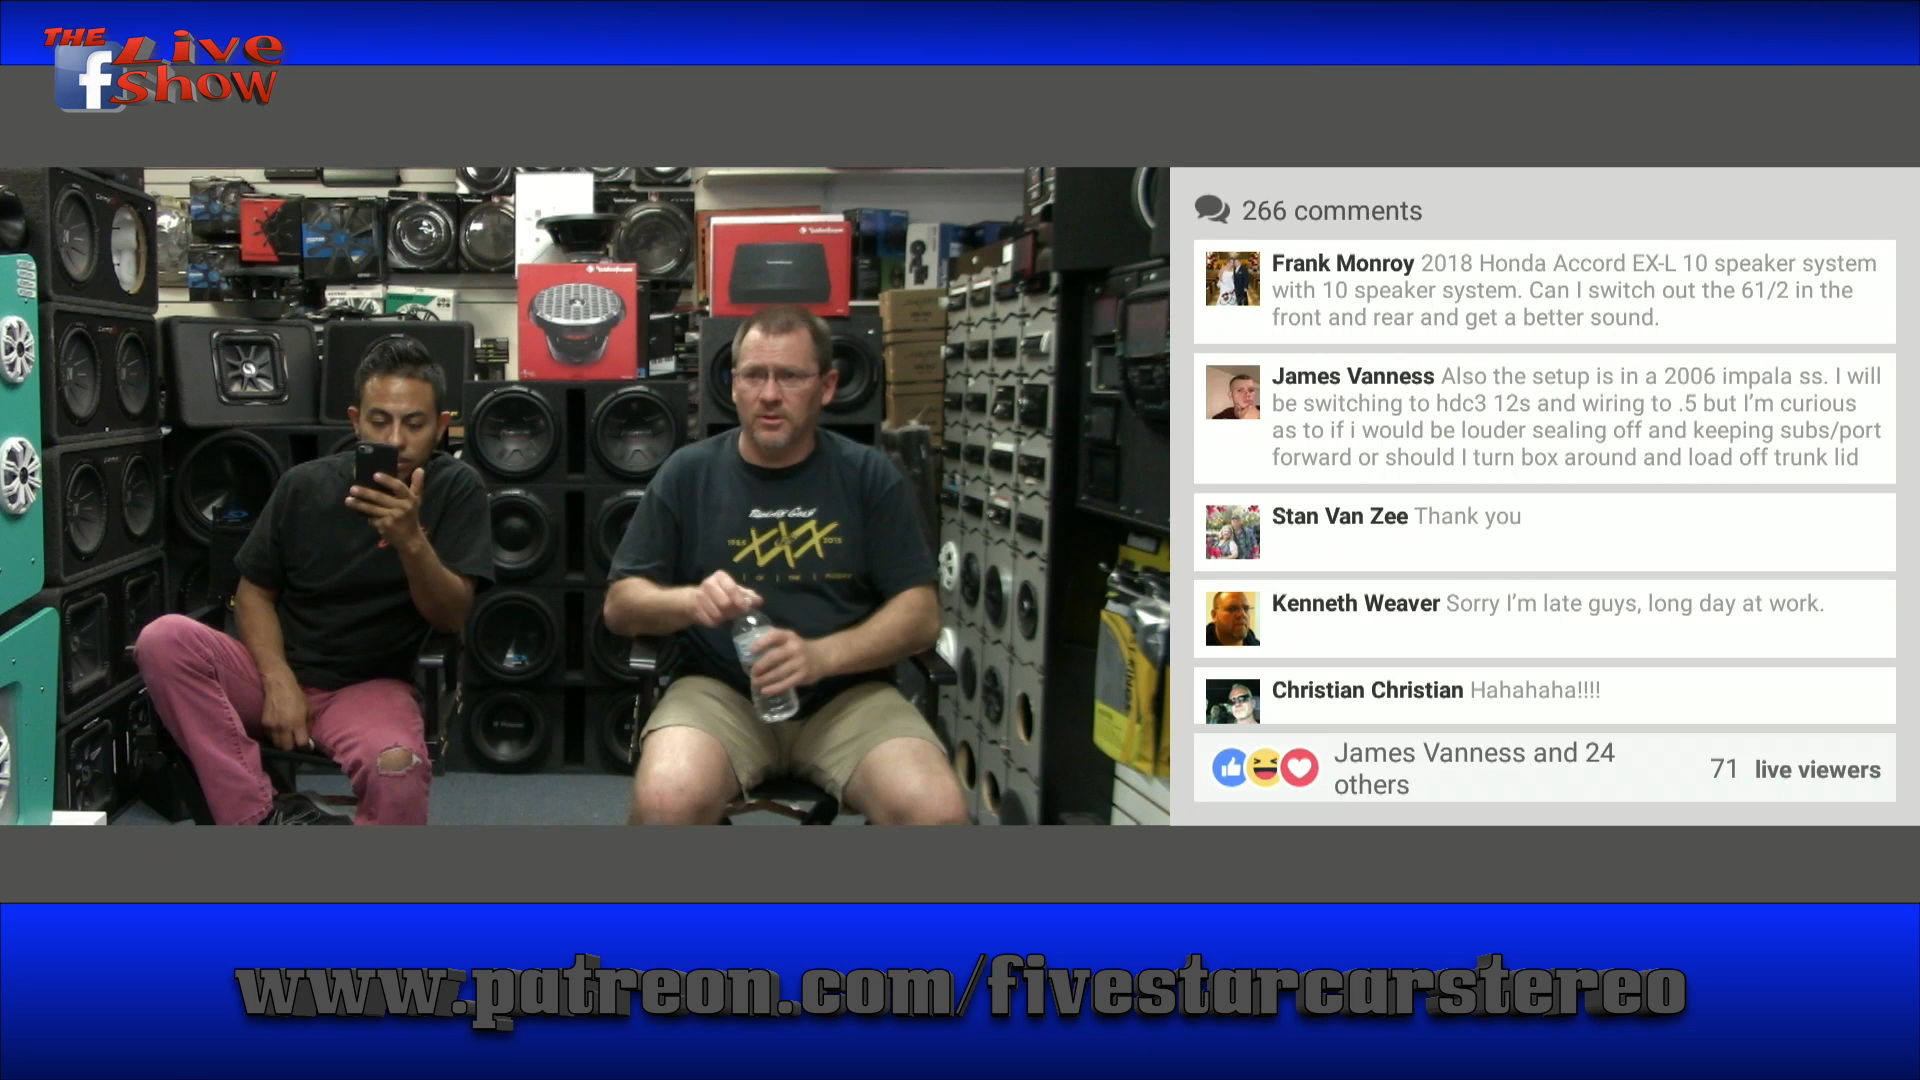 THE Live
f Show
266 comments
Frank Monroy 2018 Honda Accord EX-L 10 speaker system
with 10 speaker system. Can I switch out the 61/2 in the
front and rear and get a better sound.
James Vanness Also the setup is in a 2006 impala ss. I will
be switching to hdc3 12s and wiring to .5 but I'm curious
as to if i would be louder sealing off and keeping subs/port
forward or should I turn box around and load off trunk lid
Stan Van Zee Thank you
Kenneth Weaver Sorry I'm late guys, long day at work.
Christian Christian Hahahaha!!!!
James Vanness and 24
others
71 live viewers
XXX
www.patreon.com/fivestarcarstereo